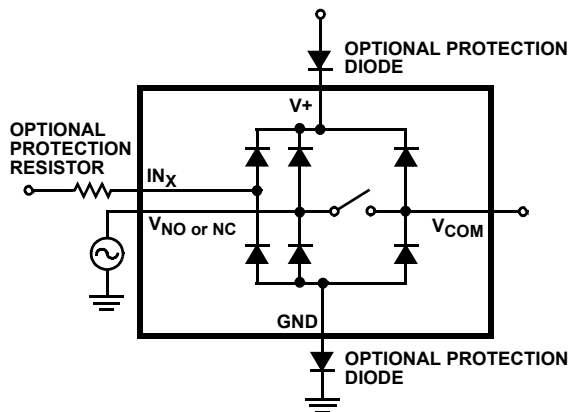 OPTIONAL PROTECTION
DIODE
V+
OPTIONAL
PROTECTION
RESISTOR
INX
VNO or NC
VCOM
GND
OPTIONAL PROTECTION
DIODE